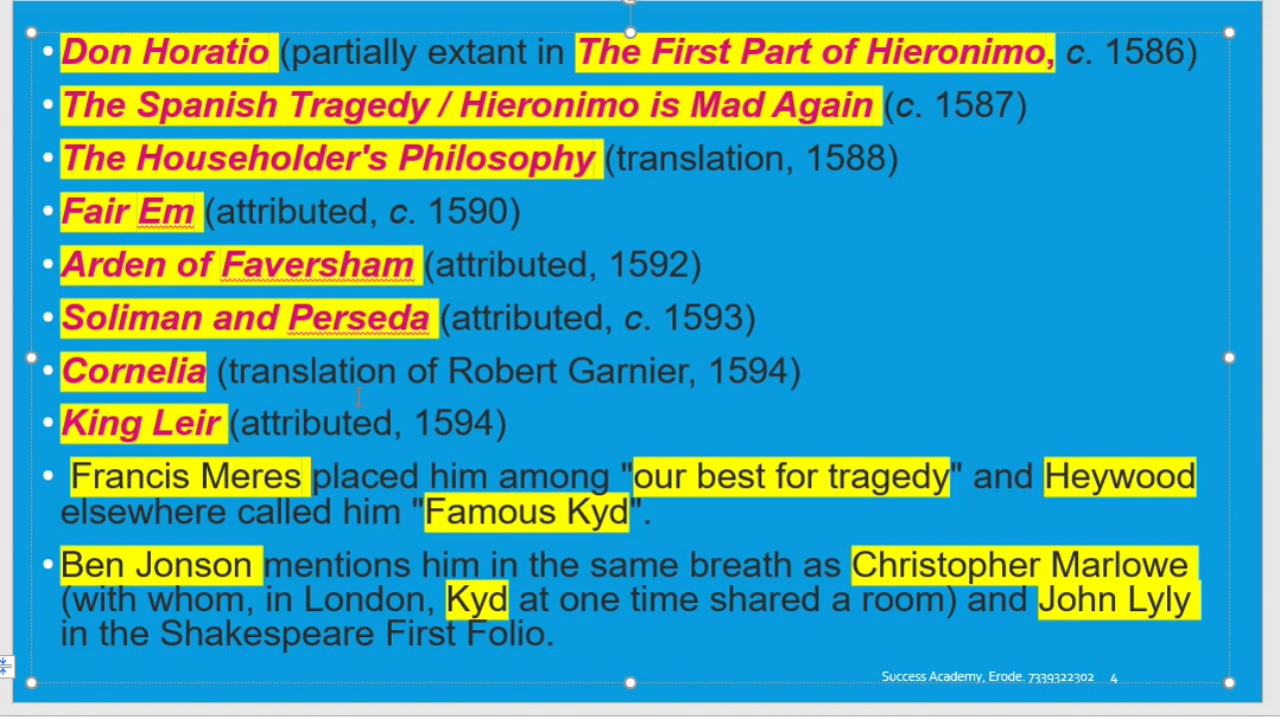 • Don Horatio (partially extant in The First Part of Hieronimo, c. 1586)
• The Spanish Tragedy / Hieronimo is Mad Again (c. 1587)
• The Householder's Philosophy (translation, 1588)
• Fair Em (attributed, c. 1590)
• Arden of Faversham (attributed, 1592)
• Soliman and Perseda (attributed, c. 1593)
• Cornelia (translation of Robert Garnier, 1594)
• King Leir (attributed, 1594)
• Francis Meres placed him among "our best for tragedy" and Heywood
elsewhere called him "Famous Kyd".
• Ben Jonson mentions him in the same breath as Christopher Marlowe
(with whom, in London, Kyd at one time shared a room) and John Lyly
in the Shakespeare First Folio.
Success Academy, Erode. 7339322302 4